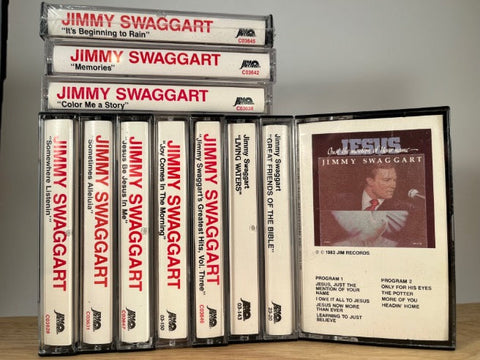 JIMMY SWAGGART
"It's Beginning to Rain"
C03645
JIMMY SWAGGART
"Memories"
C03642
JIMMY SWAGGART
"Color Me a Story"
JIMMY SWAGGART
"Somewhere Listenin'"
JIMMY SWAGGART
"Sometimes Alleluia"
JIMMY SWAGGART
"Jesus Be Jesus In Me"
JIMMY SWAGGART
"Joy Comes In The Morning"
JIMMY SWAGGART
"Jimmy Swaggart's Greatest Hits, Vol. Three"
C03646
Jimmy Swaggart
"LIVING WATERS"
Jimmy Swaggart
"GREAT FRIENDS OF THE BIBLE"
JESUS
JIMMY SWAGGART
© ℗ 1983 JIM RECORDS
PROGRAM 1
JESUS, JUST THE
MENTION OF YOUR
NAME
I OWE IT ALL TO JESUS
JESUS NOW MORE
THAN EVER
LEARNING TO JUST
BELIEVE
PROGRAM 2
ONLY FOR HIS EYES
THE POTTER
MORE OF YOU
HEADIN' HOME